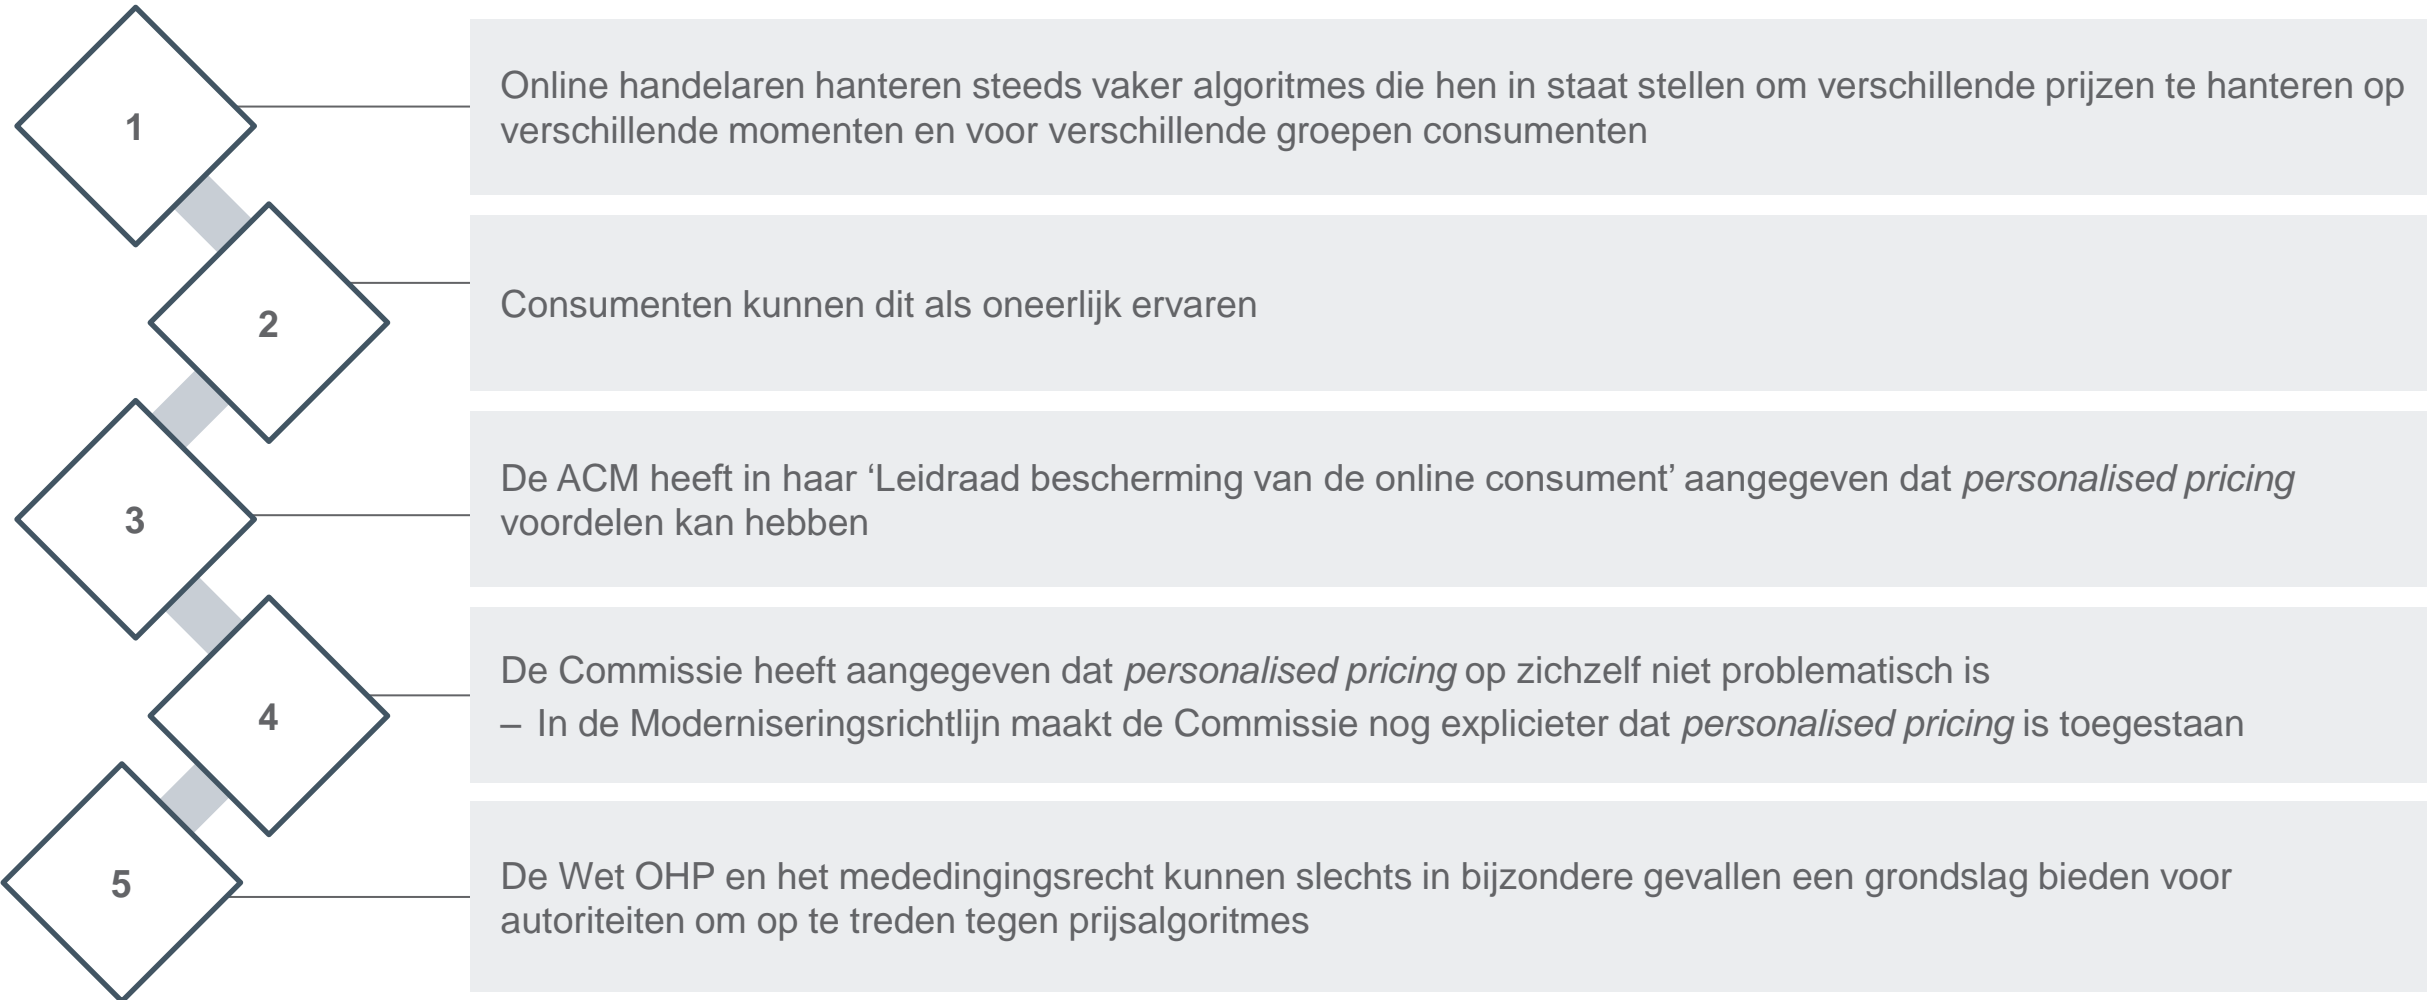 1
Online handelaren hanteren steeds vaker algoritmes die hen in staat stellen om verschillende prijzen te hanteren op
verschillende momenten en voor verschillende groepen consumenten
2
Consumenten kunnen dit als oneerlijk ervaren
3
De ACM heeft in haar ‘Leidraad bescherming van de online consument’ aangegeven dat personalised pricing
voordelen kan hebben
4
De Commissie heeft aangegeven dat personalised pricing op zichzelf niet problematisch is
– In de Moderniseringsrichtlijn maakt de Commissie nog explicieter dat personalised pricing is toegestaan
5
De Wet OHP en het mededingingsrecht kunnen slechts in bijzondere gevallen een grondslag bieden voor
autoriteiten om op te treden tegen prijsalgoritmes